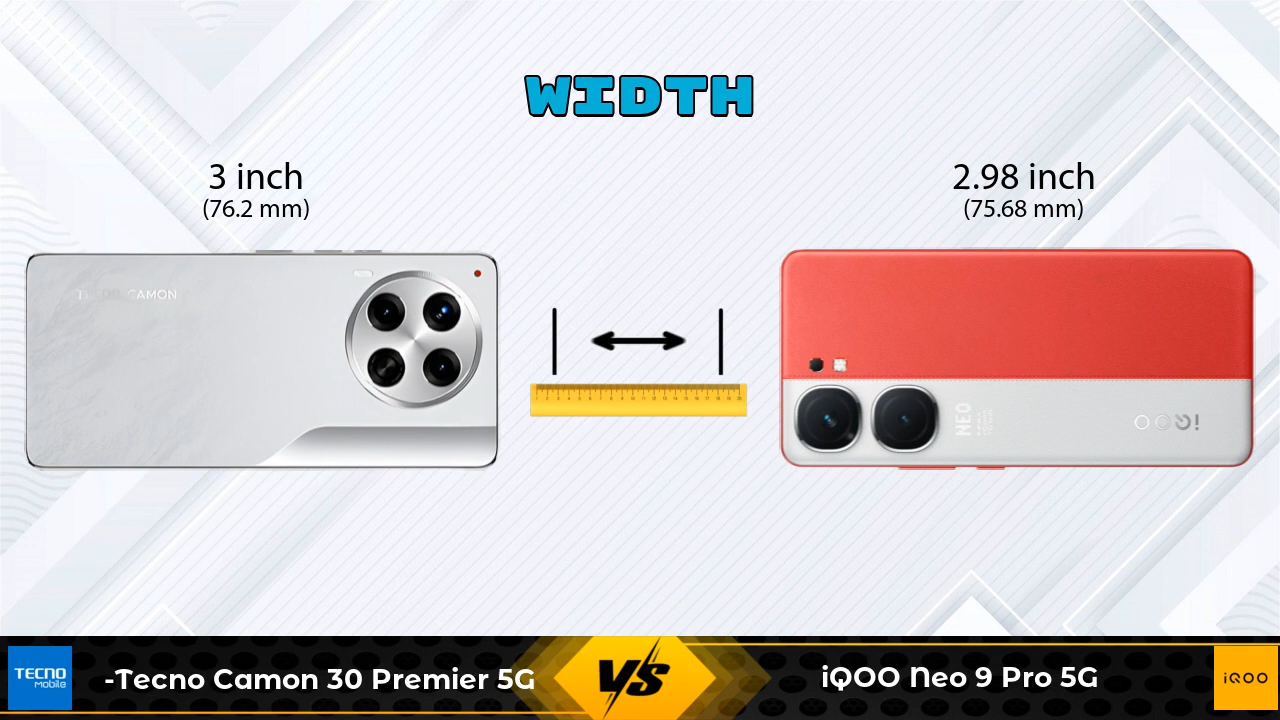 WIDTH
3 inch
(76.2 mm)
2.98 inch
(75.68 mm)
TECNO CAMON
NEO
iQOO
TECNO
mobile
-Tecno Camon 30 Premier 5G
VS
iQOO Neo 9 Pro 5G
iQOO